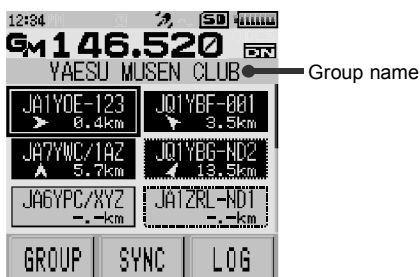 12:34 SD
GM 146.520 DN
YAESU MUSEN CLUB Group name
JA1YOE-123 JQ1YBF-001
0.4km 3.5km
JA7YWC/1AZ JQ1YBG-ND2
5.7km 13.5km
JA6YPC/XYZ JA1ZRL-ND1
-.-km -.-km
GROUP SYNC LOG